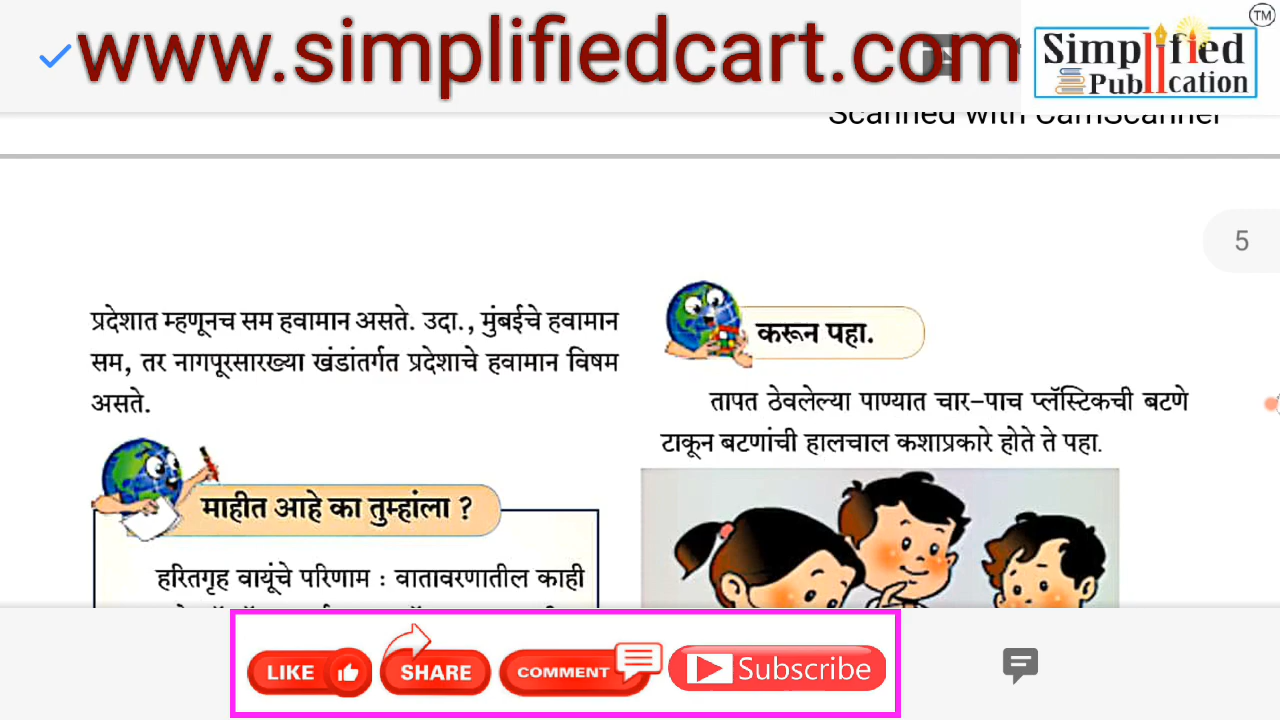 www.simplifiedcart.com
Simplified
Publication
TM
Scanned with CamScanner
5
प्रदेशात म्हणूनच सम हवामान असते. उदा., मुंबईचे हवामान
सम, तर नागपूरसारख्या खंडांतर्गत प्रदेशाचे हवामान विषम
असते.
माहीत आहे का तुम्हांला ?
हरितगृह वायूंचे परिणाम : वातावरणातील काही
करून पहा.
तापत ठेवलेल्या पाण्यात चार-पाच प्लॅस्टिकची बटणे
टाकून बटणांची हालचाल कशाप्रकारे होते ते पहा.
LIKE
SHARE
COMMENT
Subscribe